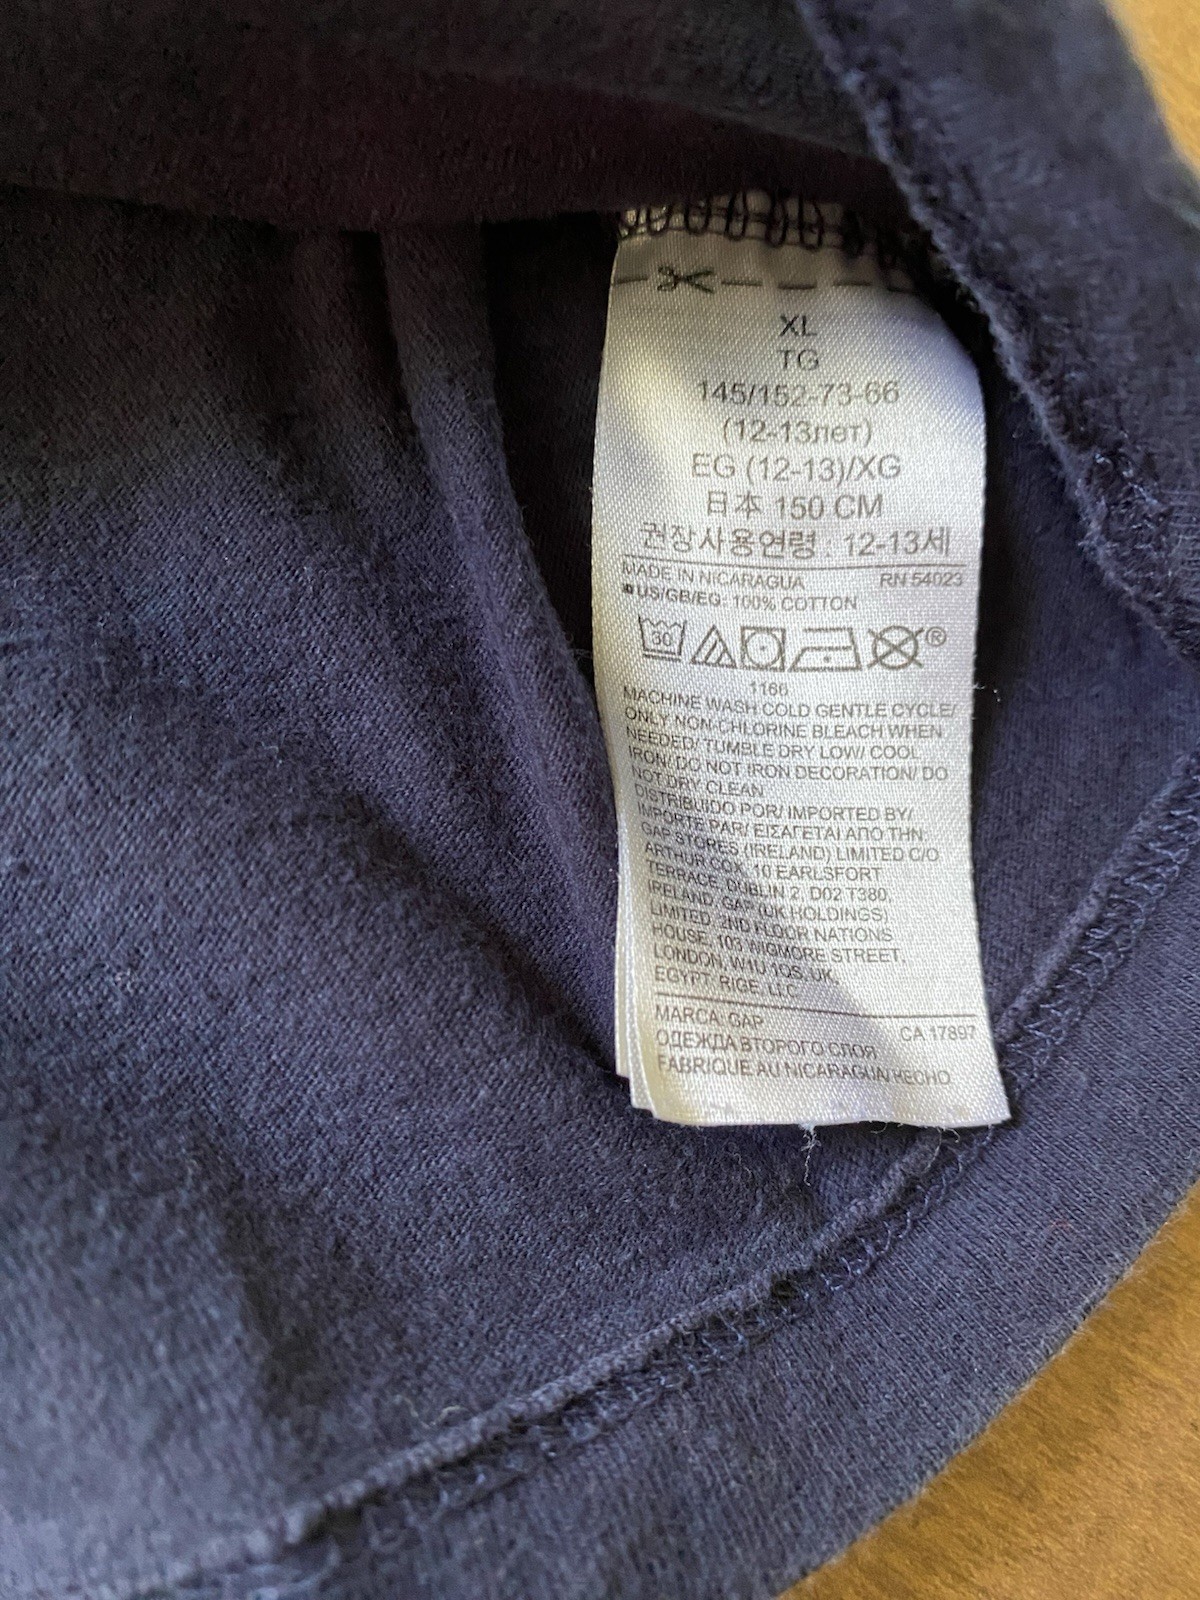 XL
TG
145/152-73-66
(12-13лет)
EG (12-13)/XG
日本 150 CM
권장사용연령 : 12-13세
MADE IN NICARAGUA RN 54023
US/GB/EG: 100% COTTON
30 ®
1166
MACHINE WASH COLD GENTLE CYCLE/
ONLY NON-CHLORINE BLEACH WHEN
NEEDED/ TUMBLE DRY LOW/ COOL
IRON/ DO NOT IRON DECORATION/ DO
NOT DRY CLEAN
DISTRIBUIDO POR/ IMPORTED BY/
IMPORTE PAR/ ΕΙΣΑΓΕΤΑΙ ΑΠΟ ΤΗΝ:
GAP STORES (IRELAND) LIMITED C/O
ARTHUR COX, 10 EARLSFORT
TERRACE, DUBLIN 2, D02 T380,
IRELAND. GAP (UK HOLDINGS)
LIMITED, 2ND FLOOR NATIONS
HOUSE, 103 WIGMORE STREET,
LONDON, W1U 1QS, UK.
EGYPT: RIGE, LLC
MARCA: GAP CA 17897
ОДЕЖДА ВТОРОГО СЛОЯ
FABRIQUE AU NICARAGUA/ HECHO